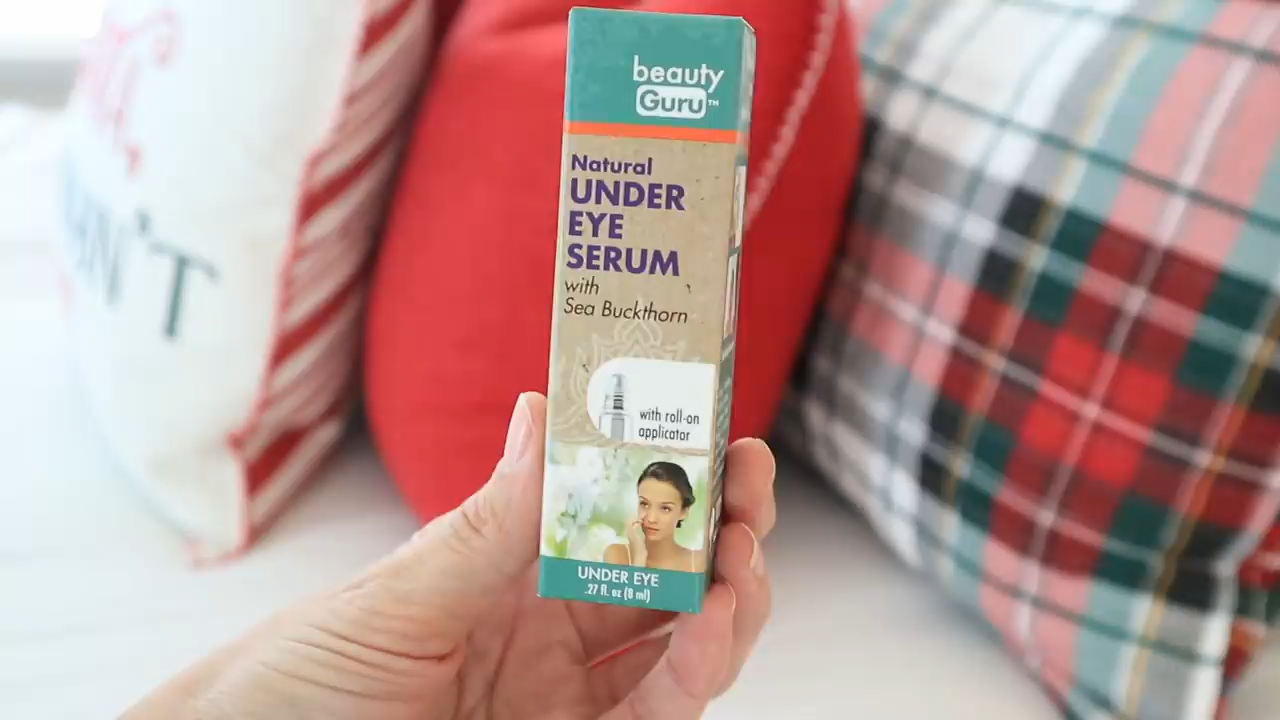 beauty
Guru™
Natural
UNDER
EYE
SERUM
with
Sea Buckthorn
with roll-on
applicator
UNDER EYE
.27 fl. oz (8 ml)
N'T